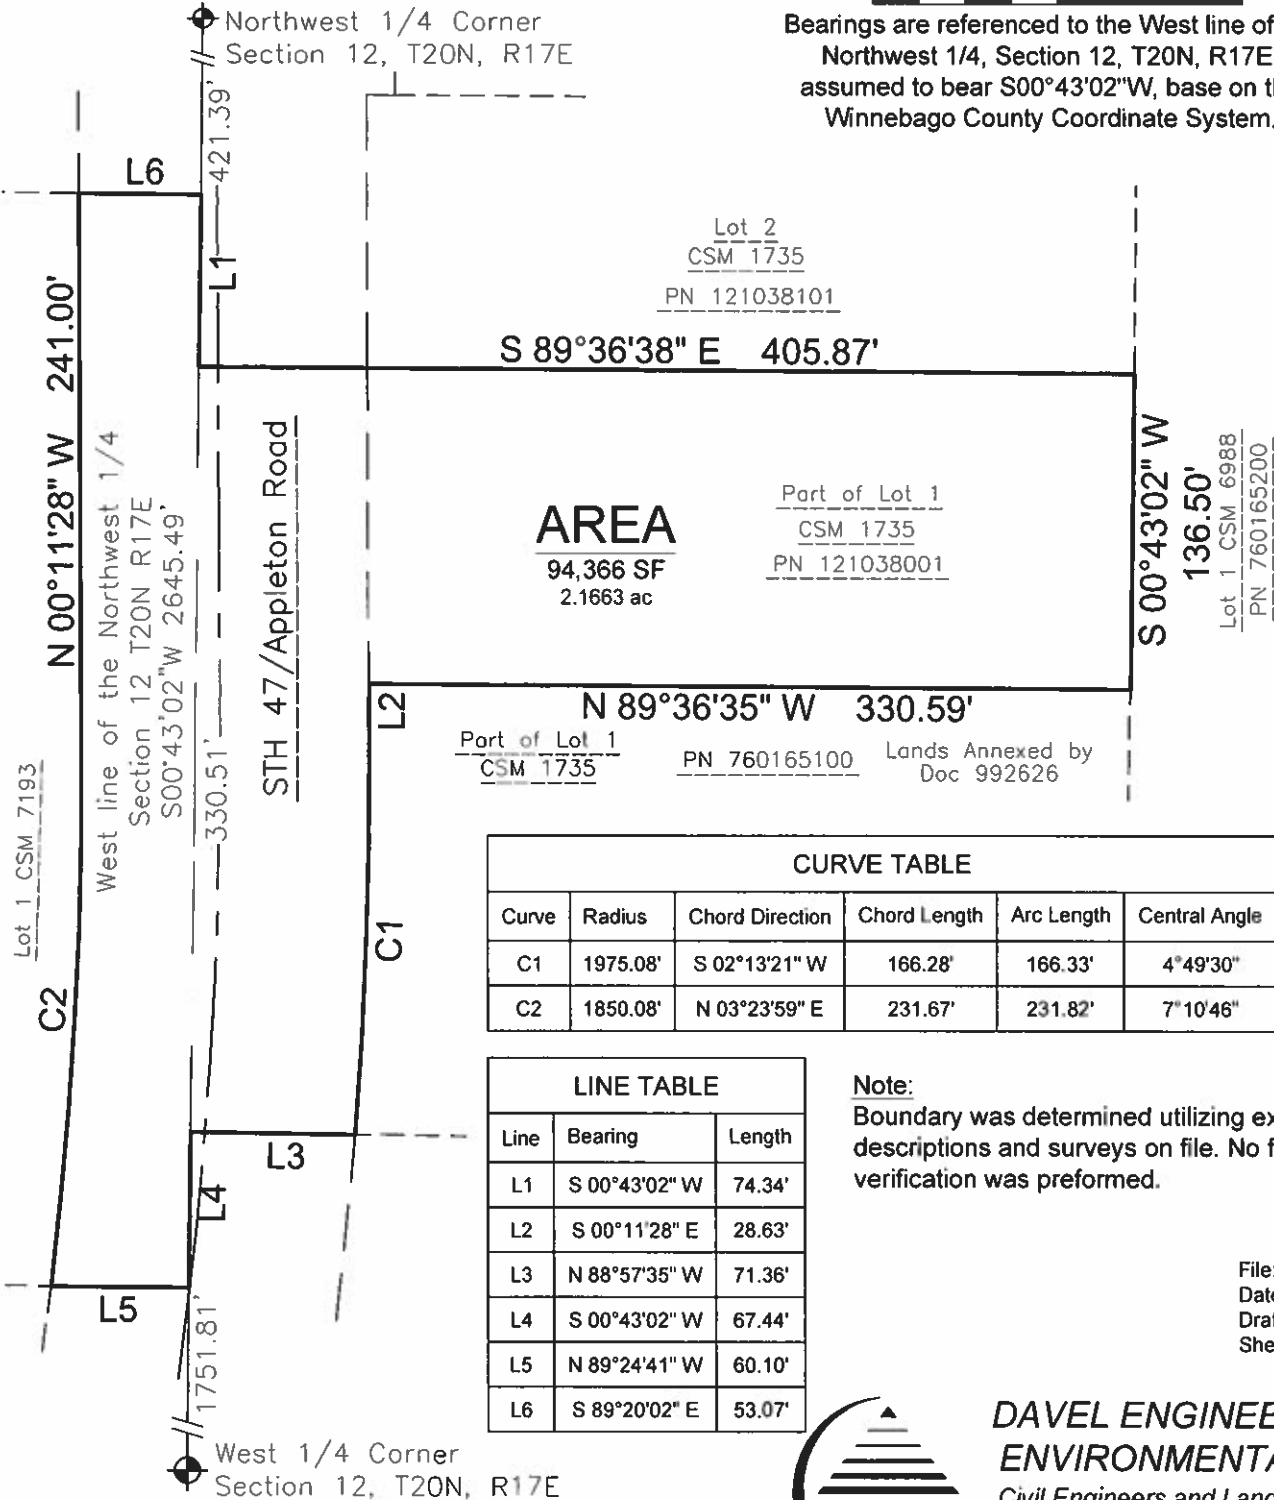 Northwest 1/4 Corner
Section 12, T20N, R17E
Bearings are referenced to the West line of
Northwest 1/4, Section 12, T20N, R17E
assumed to bear S00°43'02"W, base on t
Winnebago County Coordinate System.
421.39'
L6
L1
N 00°11'28" W 241.00'
Lot 2
CSM 1735
PN 121038101
S 89°36'38" E 405.87'
West line of the Northwest 1/4
Section 12 T20N R17E
S00°43'02"W 2645.49'
330.51'
STH 47/Appleton Road
AREA
94,366 SF
2.1663 ac
Part of Lot 1
CSM 1735
PN 121038001
S 00°43'02" W
136.50'
Lot 1 CSM 6988
PN 760165200
L2
N 89°36'35" W 330.59'
Part of Lot 1
CSM 1735
PN 760165100
Lands Annexed by
Doc 992626
Lot 1 CSM 7193
C2
C1
CURVE TABLE
Curve Radius Chord Direction Chord Length Arc Length Central Angle
C1 1975.08' S 02°13'21" W 166.28' 166.33' 4°49'30"
C2 1850.08' N 03°23'59" E 231.67' 231.82' 7°10'46"
L3
L4
L5
1751.81'
LINE TABLE
Line Bearing Length
L1 S 00°43'02" W 74.34'
L2 S 00°11'28" E 28.63'
L3 N 88°57'35" W 71.36'
L4 S 00°43'02" W 67.44'
L5 N 89°24'41" W 60.10'
L6 S 89°20'02" E 53.07'
Note:
Boundary was determined utilizing ex
descriptions and surveys on file. No f
verification was preformed.
File:
Date
Draf
She
West 1/4 Corner
Section 12, T20N, R17E
DAVEL ENGINEE
ENVIRONMENTA
Civil Engineers and Land